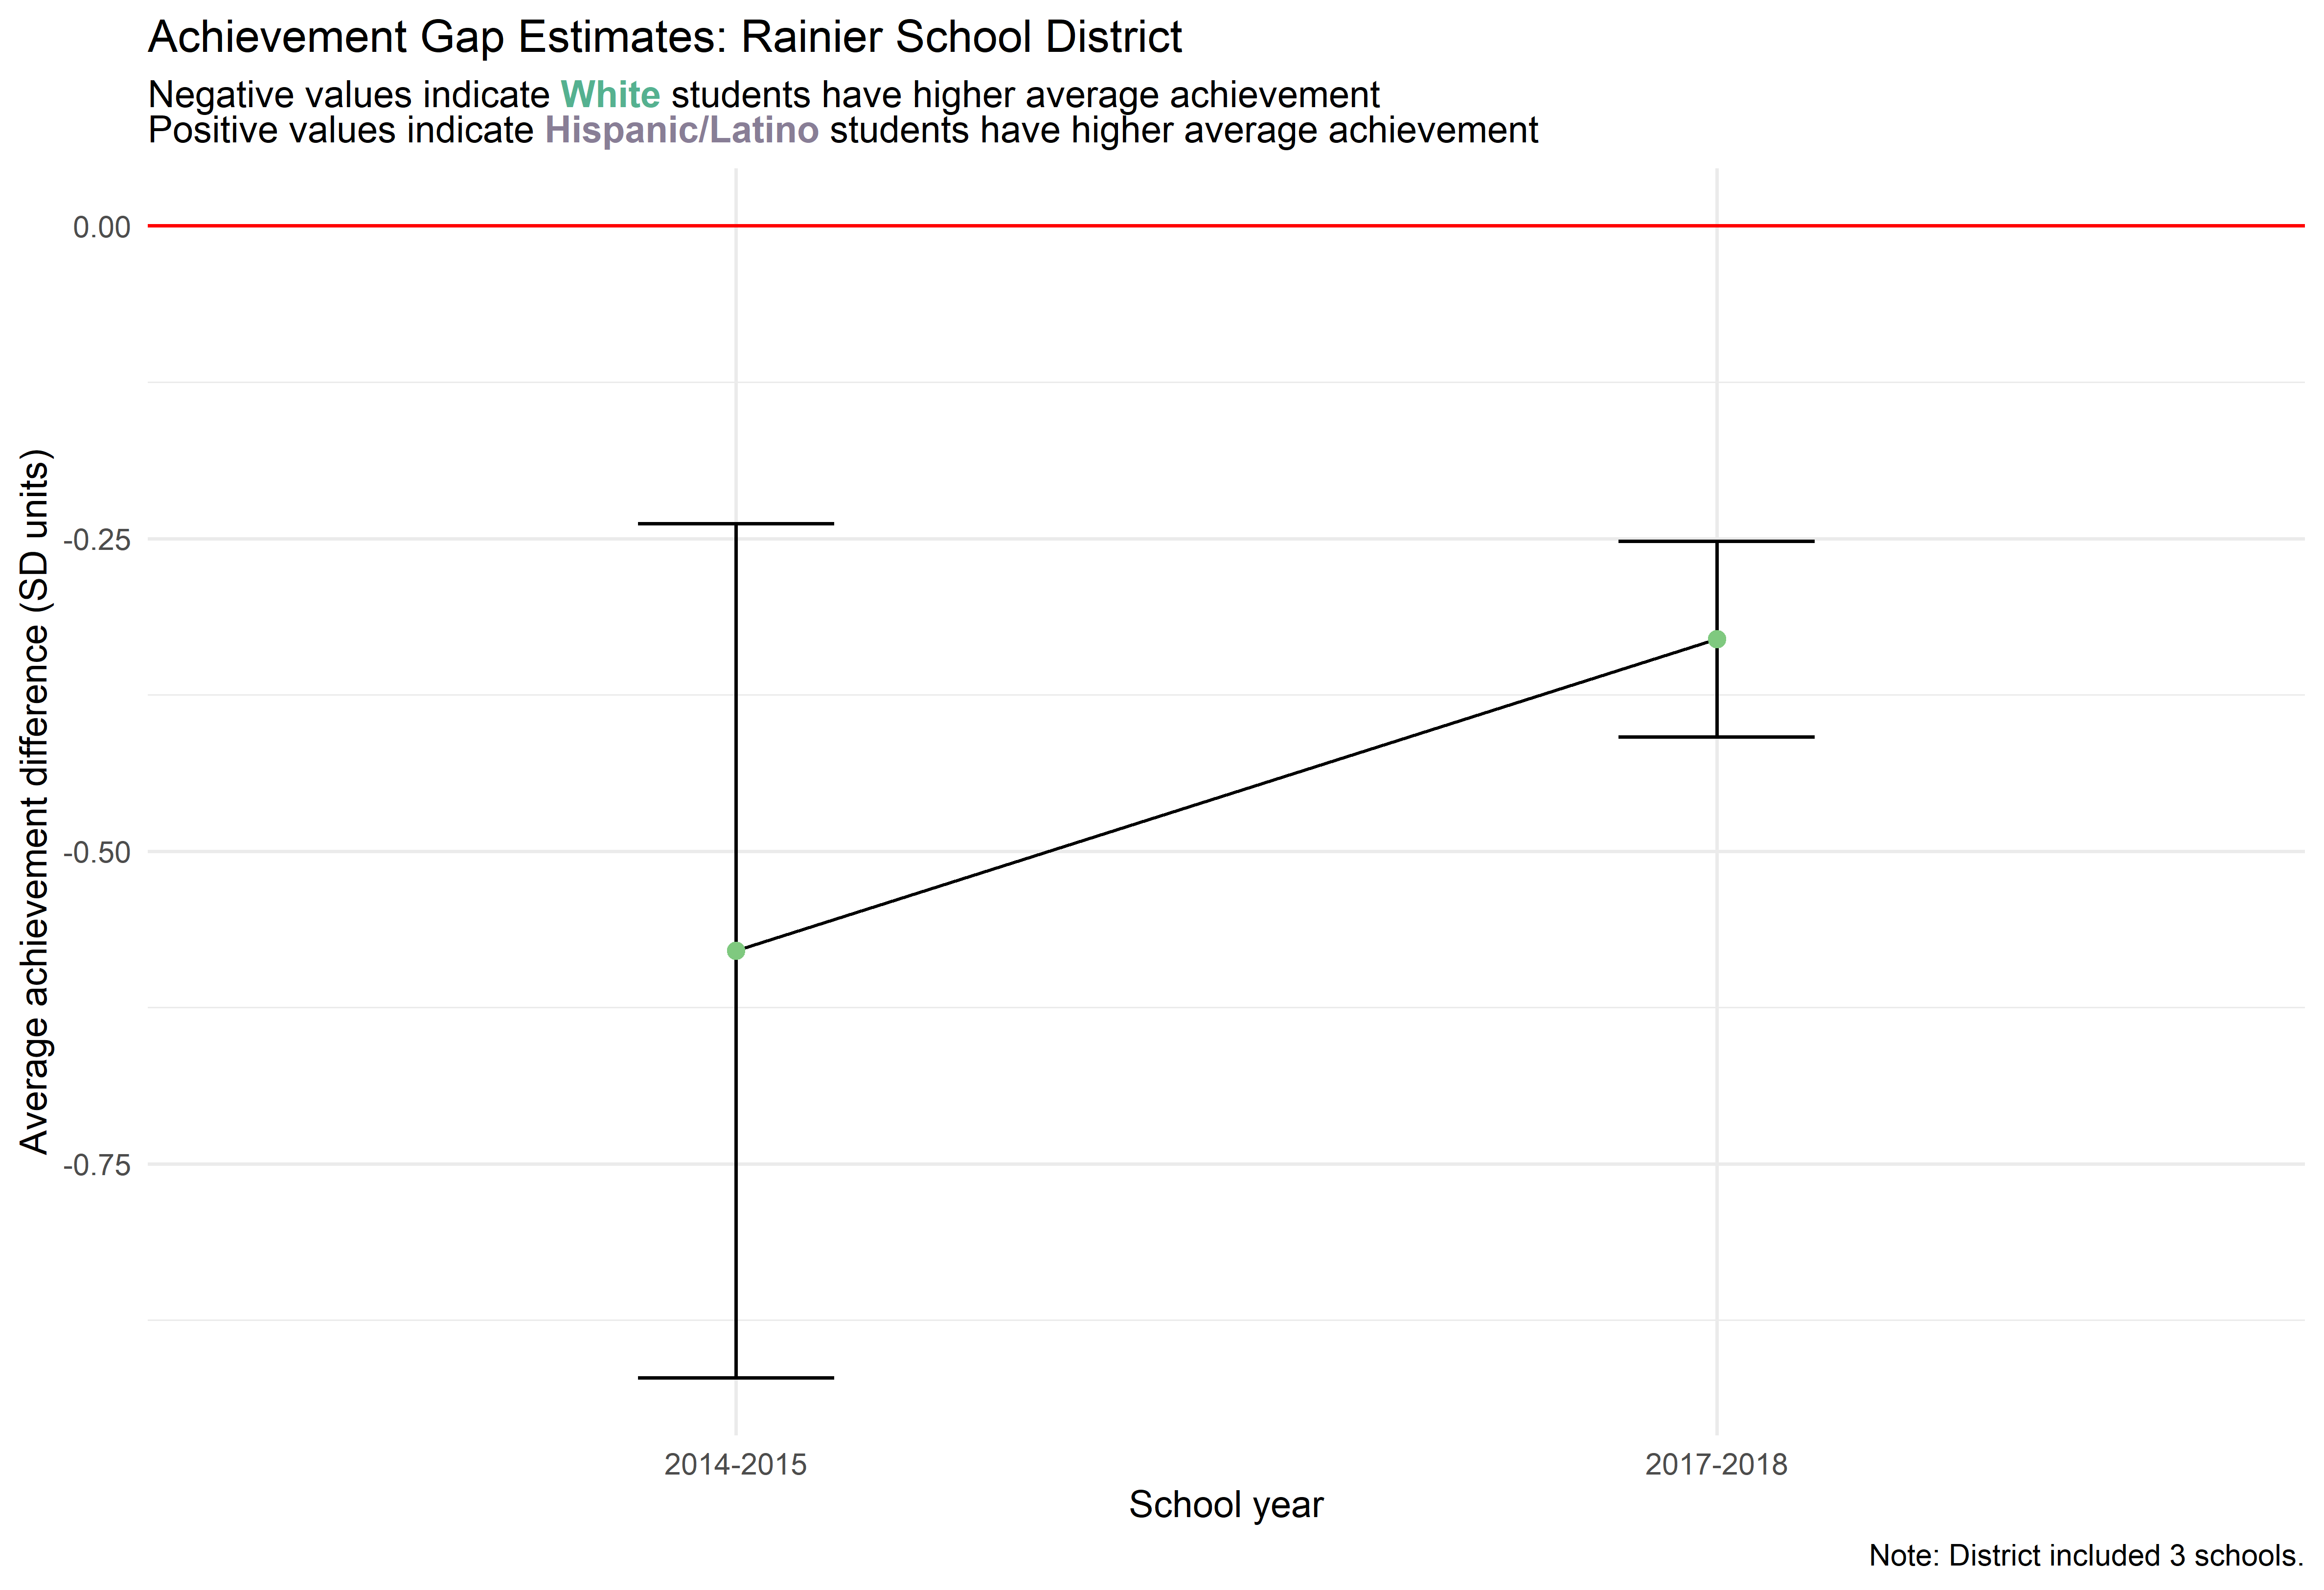 Achievement Gap Estimates: Rainier School District
Negative values indicate White students have higher average achievement
Positive values indicate Hispanic/Latino students have higher average achievement
Average achievement difference (SD units)
0.00
-0.25
-0.50
-0.75
2014-2015
2017-2018
School year
Note: District included 3 schools.